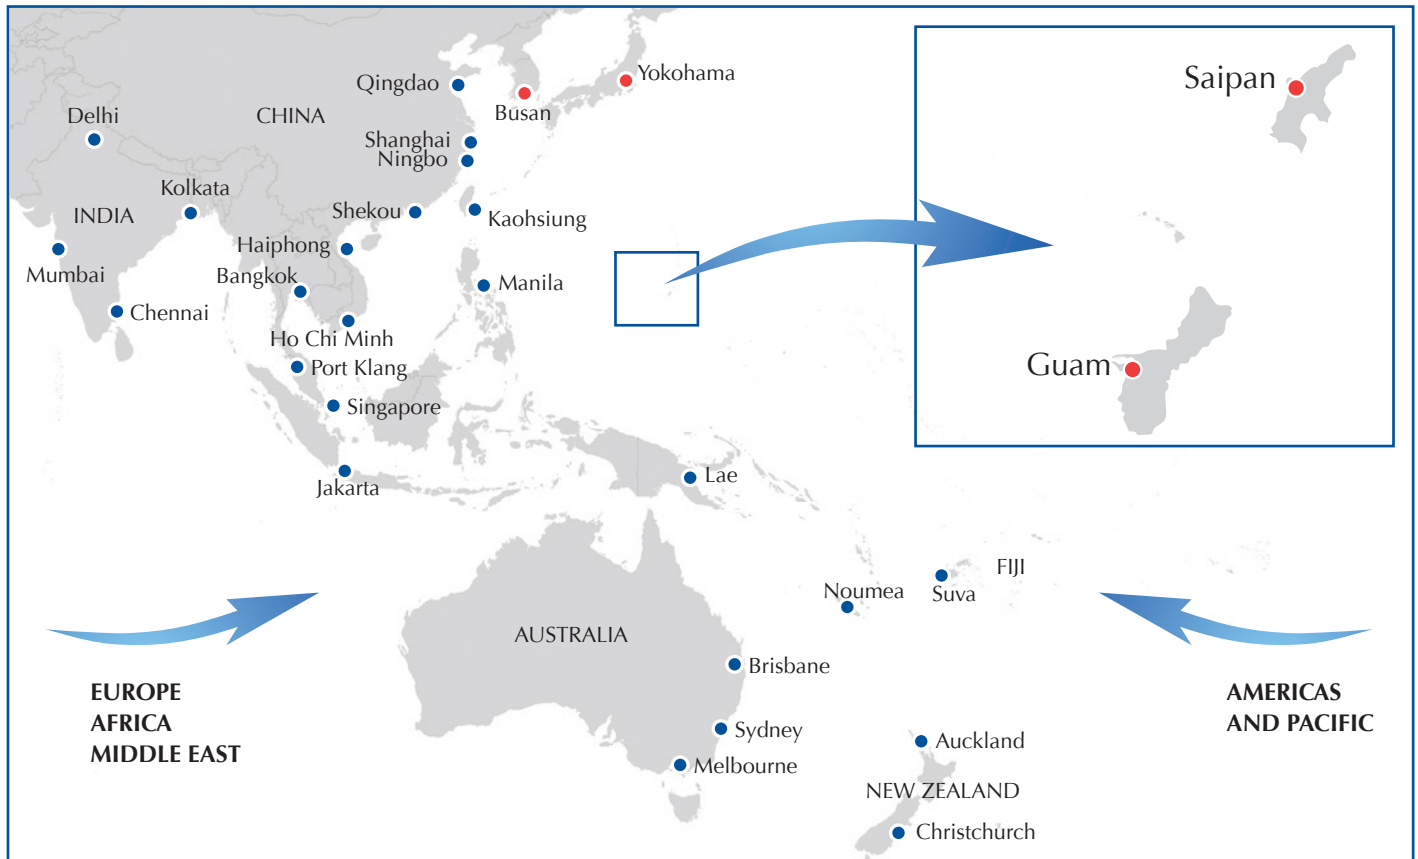 Yokohama
Saipan
Qingdao
Busan
Delhi
CHINA
Shanghai
Ningbo
Kolkata
INDIA
Shekou
Kaohsiung
Haiphong
Mumbai
Bangkok
Manila
Chennai
Ho Chi Minh
Port Klang
Guam
Singapore
Lae
Jakarta
FIJI
Noumea
Suva
AUSTRALIA
Brisbane
EUROPE
AFRICA
MIDDLE EAST
AMERICAS
AND PACIFIC
Sydney
Auckland
Melbourne
NEW ZEALAND
Christchurch